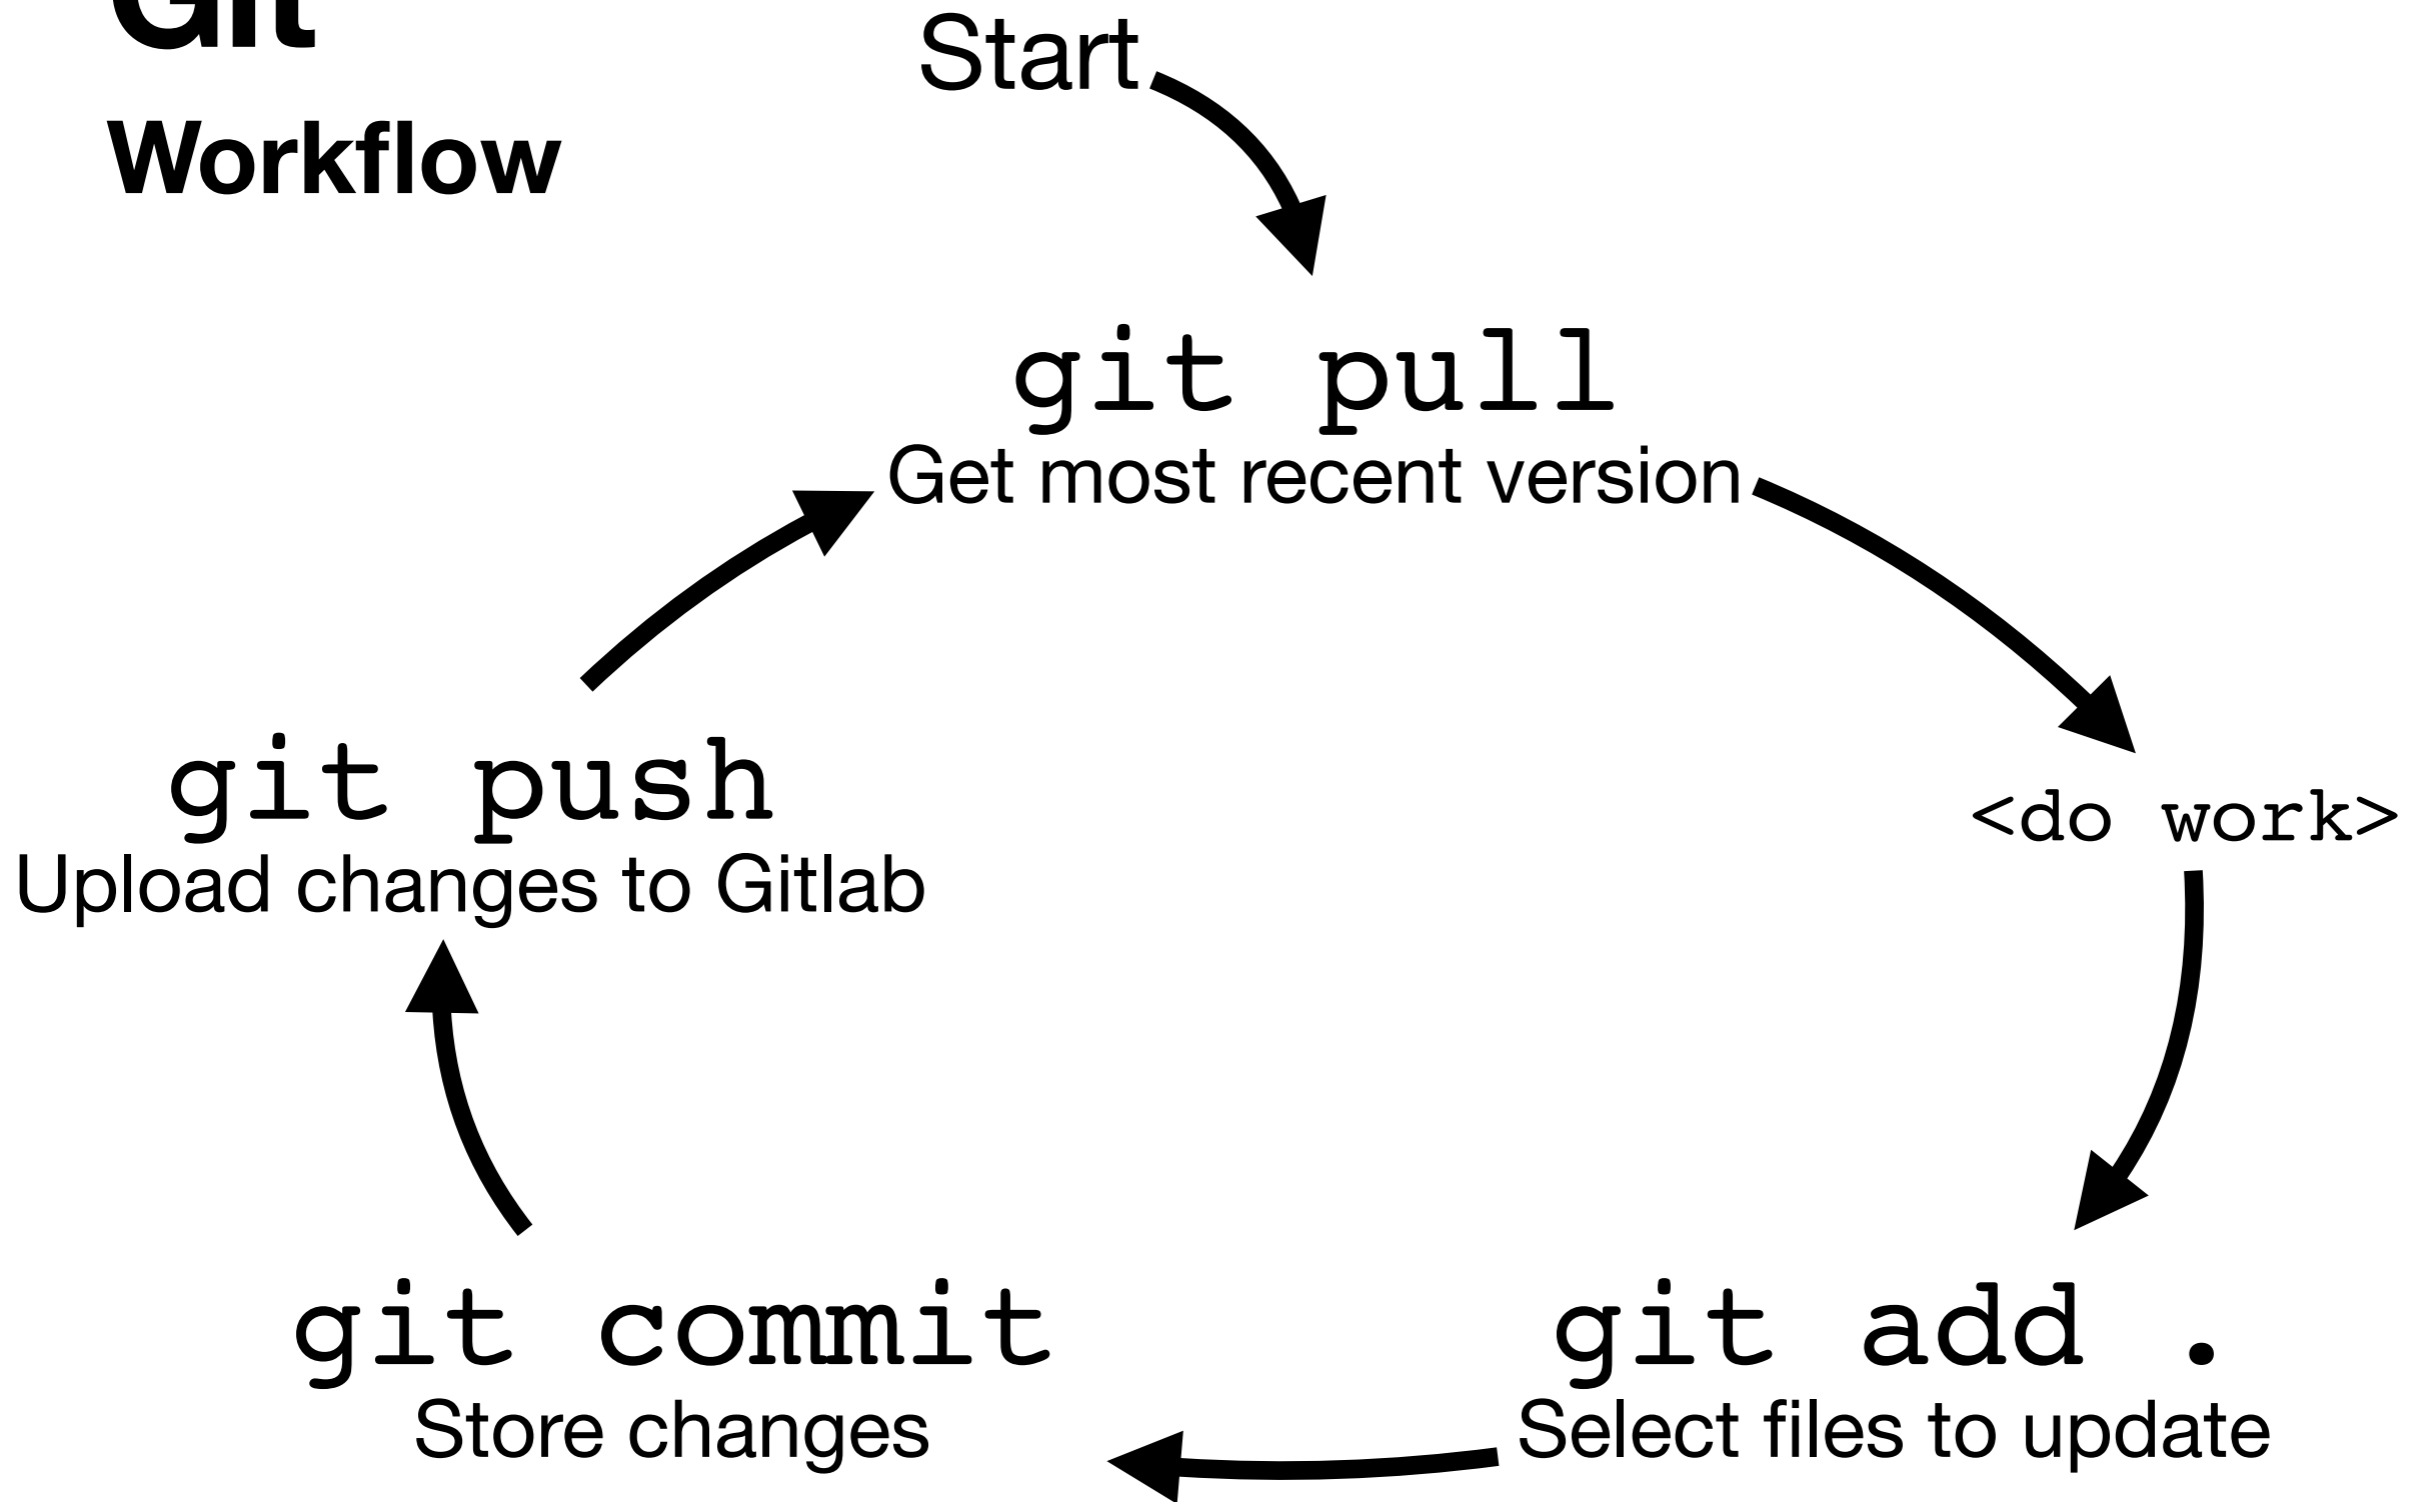 Git
Workflow
Start
git pull
Get most recent version
<do work>
git add .
Select files to update
git commit
Store changes
git push
Upload changes to Gitlab